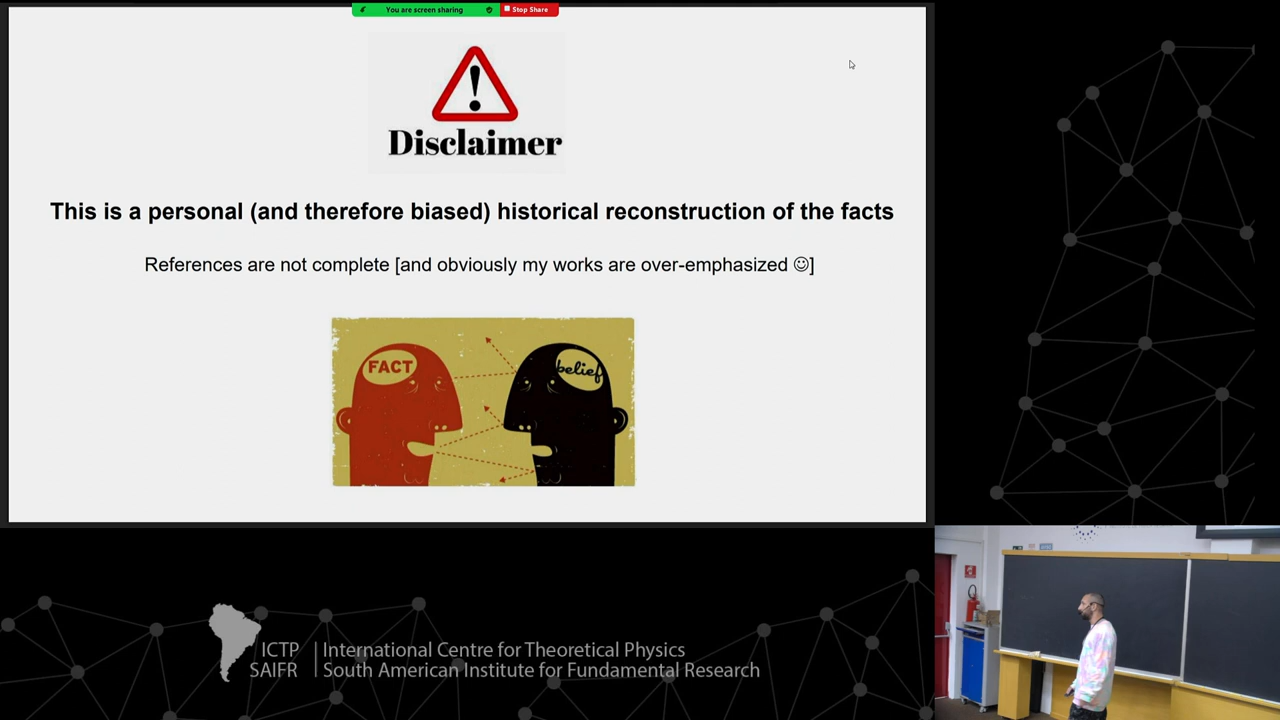 You are screen sharing
Stop Share
Disclaimer
This is a personal (and therefore biased) historical reconstruction of the facts
References are not complete [and obviously my works are over-emphasized ☺]
FACT
belief
ICTP
SAIFR
International Centre for Theoretical Physics
South American Institute for Fundamental Research